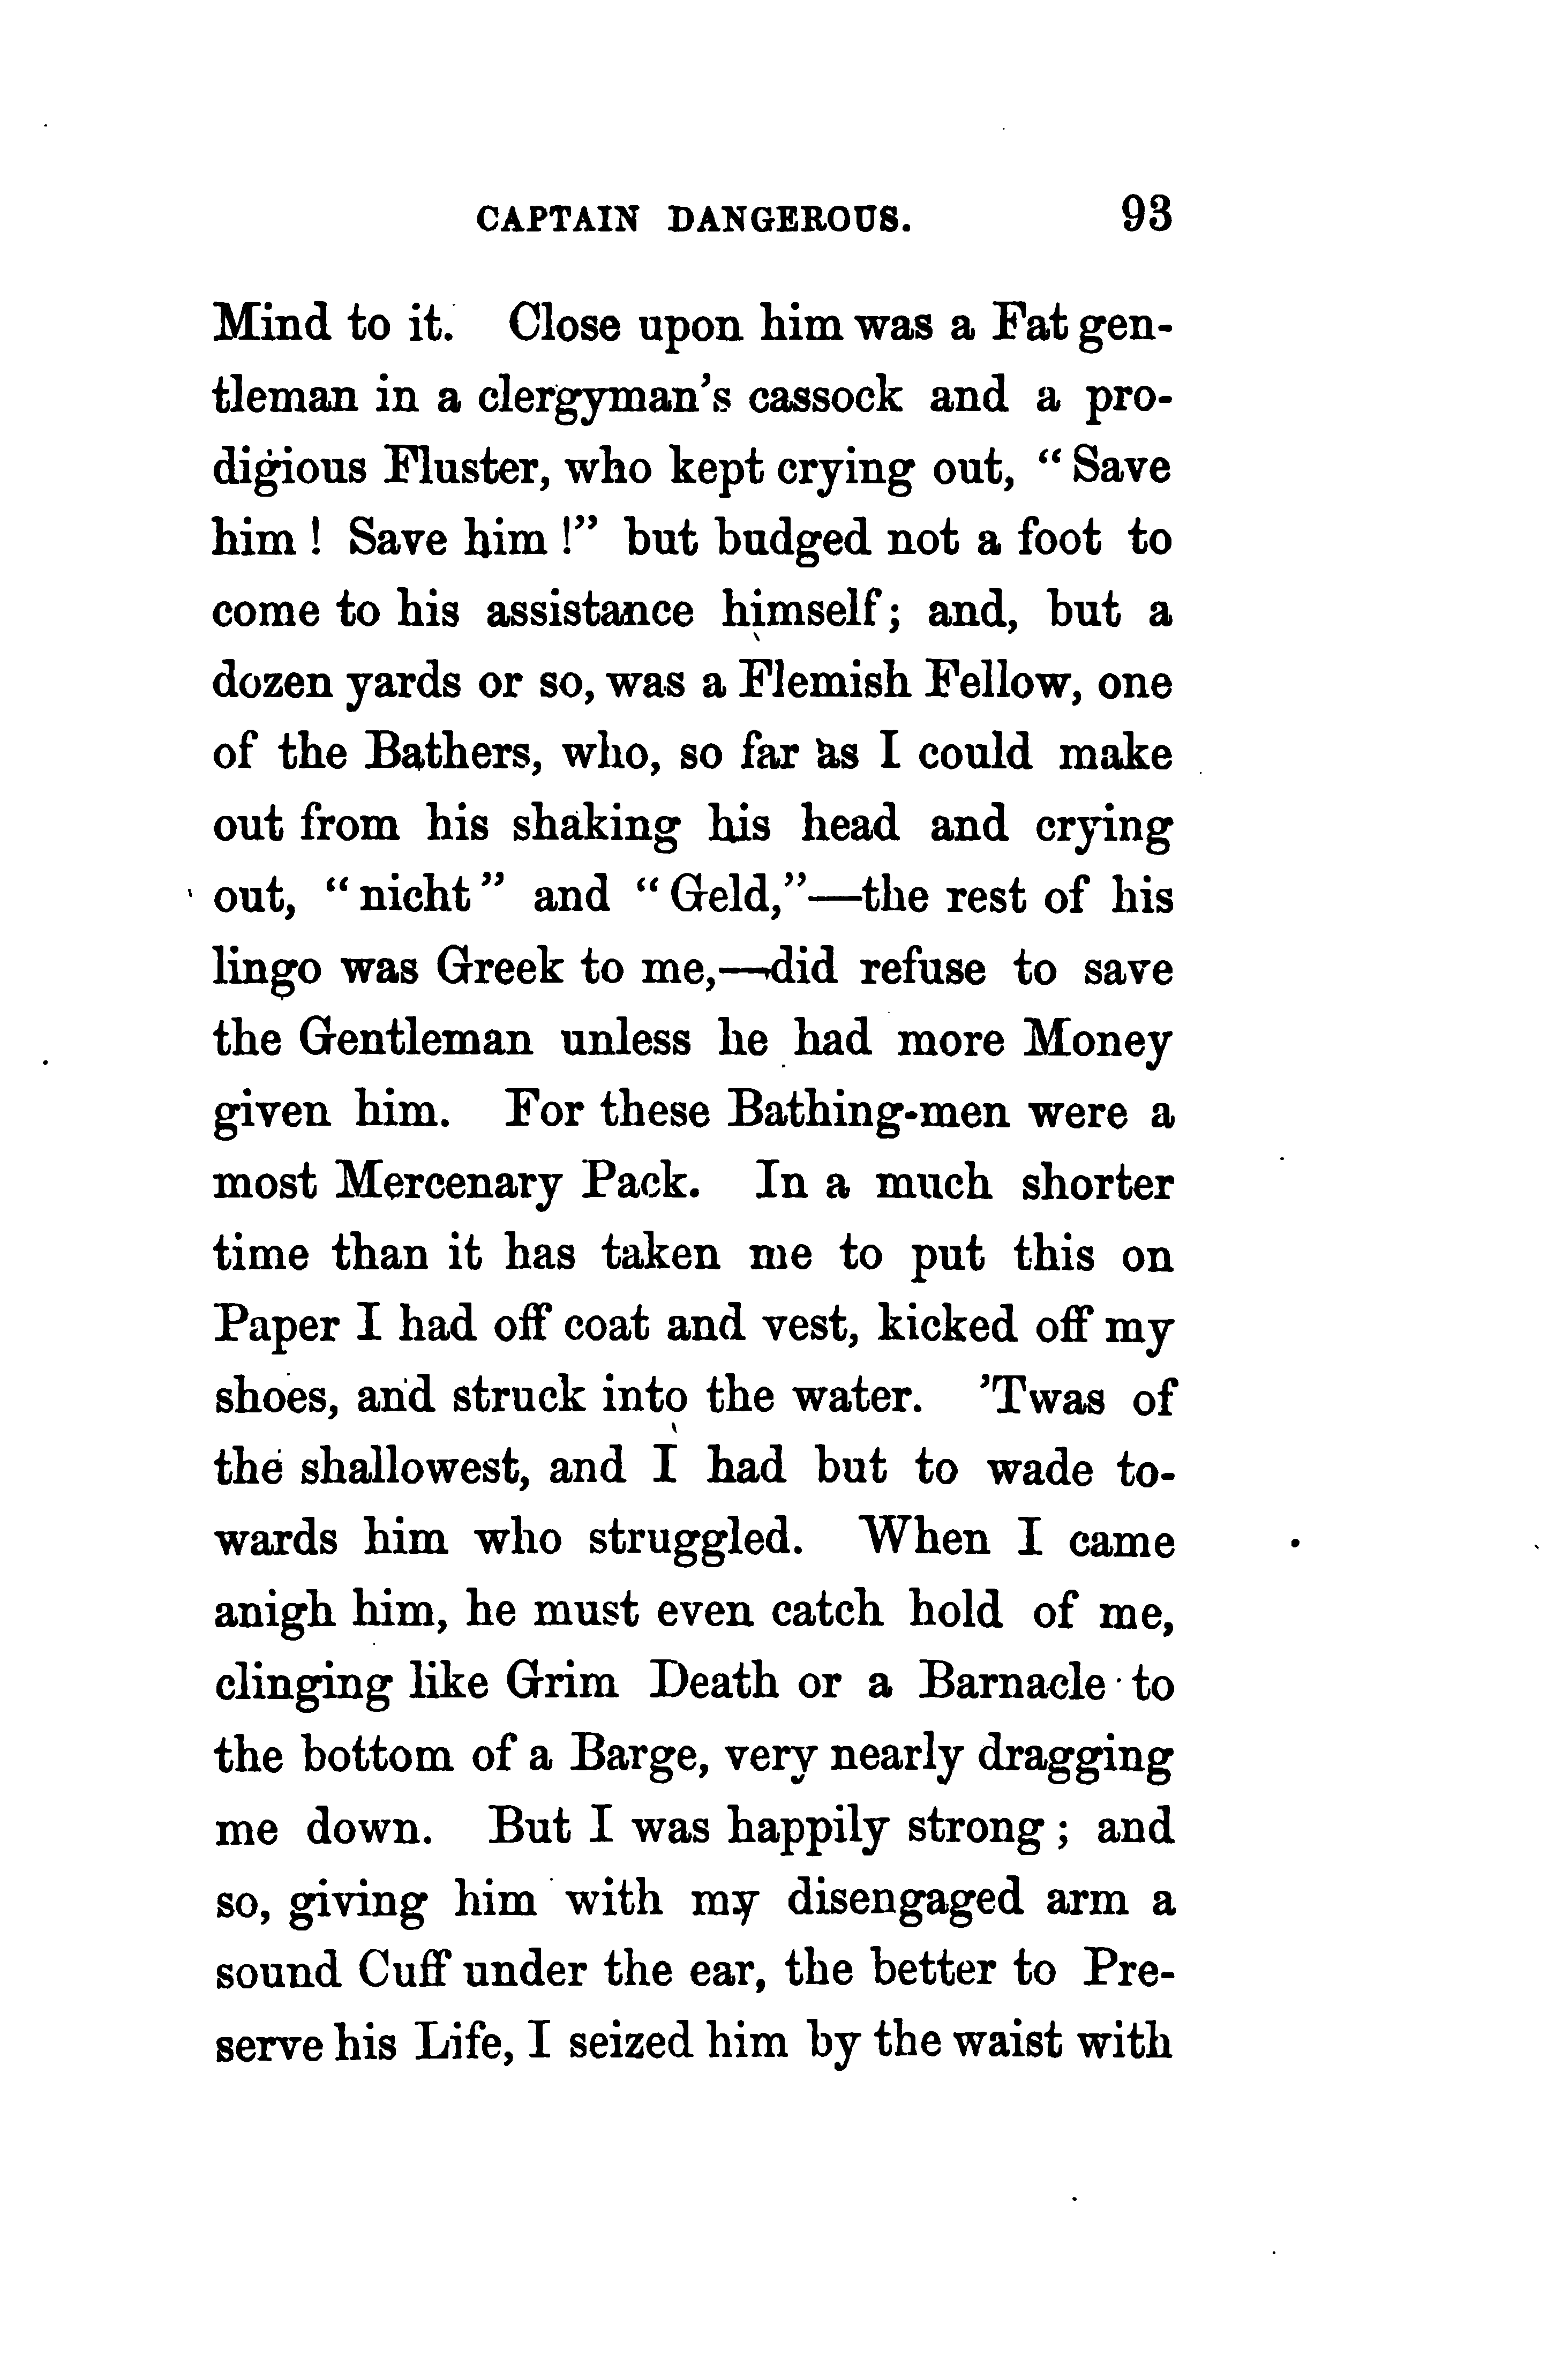 CAPTAIN DANGEROUS. 93
Mind to it. Close upon him was a Fat gen-
tleman in a clergyman's cassock and a pro-
digious Fluster, who kept crying out, "Save
him! Save him!" but budged not a foot to
come to his assistance himself; and, but a
dozen yards or so, was a Flemish Fellow, one
of the Bathers, who, so far as I could make
out from his shaking his head and crying
out, "nicht" and "Geld,"—the rest of his
lingo was Greek to me,—did refuse to save
the Gentleman unless he had more Money
given him. For these Bathing-men were a
most Mercenary Pack. In a much shorter
time than it has taken me to put this on
Paper I had off coat and vest, kicked off my
shoes, and struck into the water. 'Twas of
the shallowest, and I had but to wade to-
wards him who struggled. When I came
anigh him, he must even catch hold of me,
clinging like Grim Death or a Barnacle to
the bottom of a Barge, very nearly dragging
me down. But I was happily strong; and
so, giving him with my disengaged arm a
sound Cuff under the ear, the better to Pre-
serve his Life, I seized him by the waist with